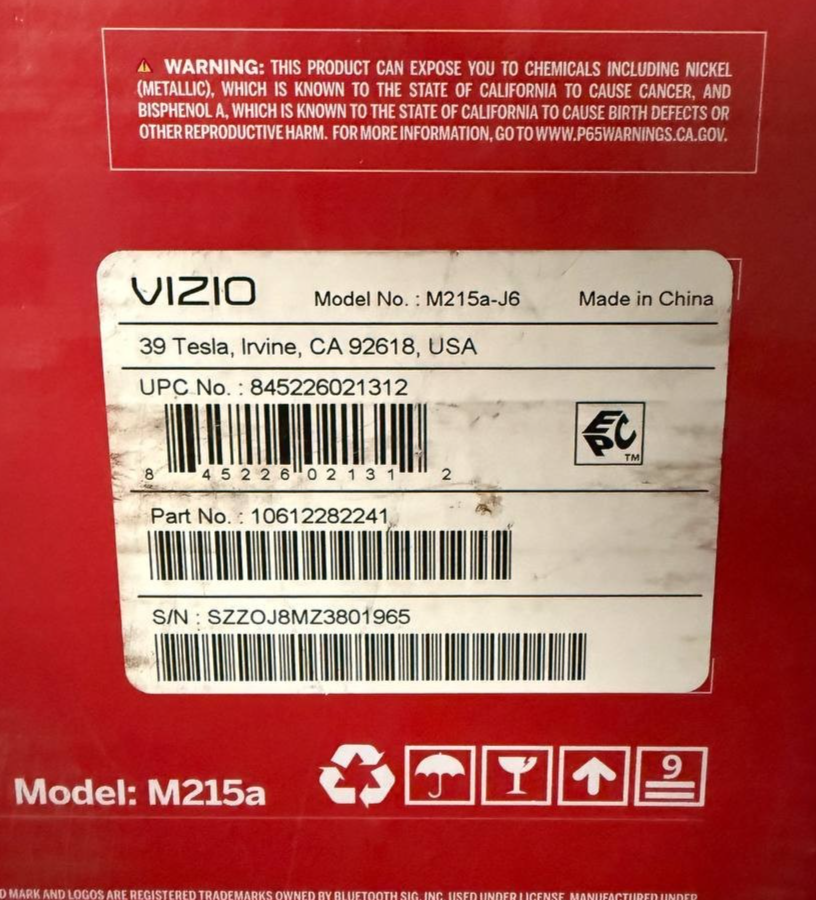 ⚠ WARNING: THIS PRODUCT CAN EXPOSE YOU TO CHEMICALS INCLUDING NICKEL
(METALLIC), WHICH IS KNOWN TO THE STATE OF CALIFORNIA TO CAUSE CANCER, AND
BISPHENOL A, WHICH IS KNOWN TO THE STATE OF CALIFORNIA TO CAUSE BIRTH DEFECTS OR
OTHER REPRODUCTIVE HARM. FOR MORE INFORMATION, GO TO WWW.P65WARNINGS.CA.GOV.
VIZIO Model No. : M215a-J6 Made in China
39 Tesla, Irvine, CA 92618, USA
UPC No. : 845226021312
EPC TM
8 45226 02131 2
Part No. : 10612282241
S/N : SZZOJ8MZ3801965
Model: M215a
9
D MARK AND LOGOS ARE REGISTERED TRADEMARKS OWNED BY BLUETOOTH SIG, INC. USED UNDER LICENSE. MANUFACTURED UNDER